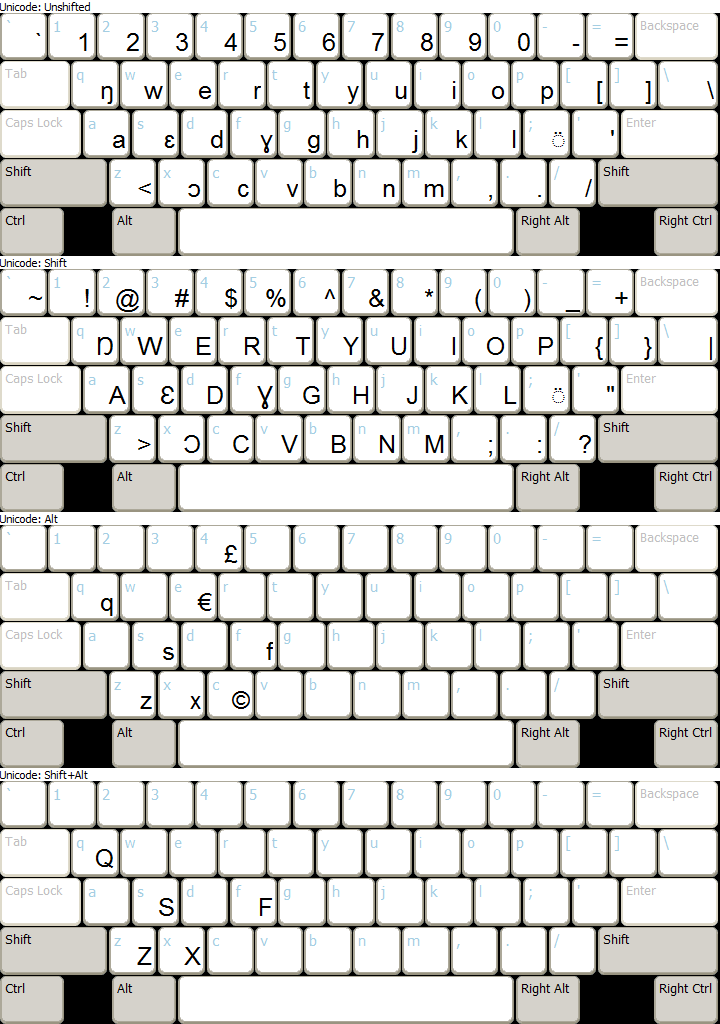 Unicode: Unshifted
` ` 1 1 2 2 3 3 4 4 5 5 6 6 7 7 8 8 9 9 0 0 - - = = Backspace
Tab q ŋ w w e e r r t t y y u u i i o o p p [ [ ] ] \ \
Caps Lock a a s ɛ d d f ɣ g g h h j j k k l l ; ◌̈ ' ' Enter
Shift z < x ɔ c c v v b b n n m m , , . . / / Shift
Ctrl Alt Right Alt Right Ctrl
Unicode: Shift
` ~ 1 ! 2 @ 3 # 4 $ 5 % 6 ^ 7 & 8 * 9 ( 0 ) - _ = + Backspace
Tab q Ŋ w W e E r R t T y Y u U i I o O p P [ { ] } \ |
Caps Lock a A s Ɛ d D f Ɣ g G h H j J k K l L ; ◌̈ ' " Enter
Shift z > x Ɔ c C v V b B n N m M , ; . : / ? Shift
Ctrl Alt Right Alt Right Ctrl
Unicode: Alt
` 1 2 3 4 £ 5 6 7 8 9 0 - = Backspace
Tab q q w e € r t y u i o p [ ] \
Caps Lock a s s d f f g h j k l ; ' Enter
Shift z z x x c © v b n m , . / Shift
Ctrl Alt Right Alt Right Ctrl
Unicode: Shift+Alt
` 1 2 3 4 5 6 7 8 9 0 - = Backspace
Tab q Q w e r t y u i o p [ ] \
Caps Lock a s S d f F g h j k l ; ' Enter
Shift z Z x X c v b n m , . / Shift
Ctrl Alt Right Alt Right Ctrl